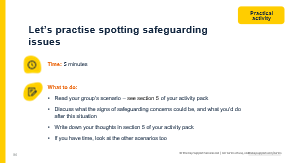 Practical
activity
Let's practise spotting safeguarding
issues
Time: 5 minutes
What to do:
• Read your group's scenario – see section 5 of your activity pack
• Discuss what the signs of safeguarding concerns could be, and what you'd do
after this situation
• Write down your thoughts in section 5 of your activity pack
• If you have time, look at the other scenarios too